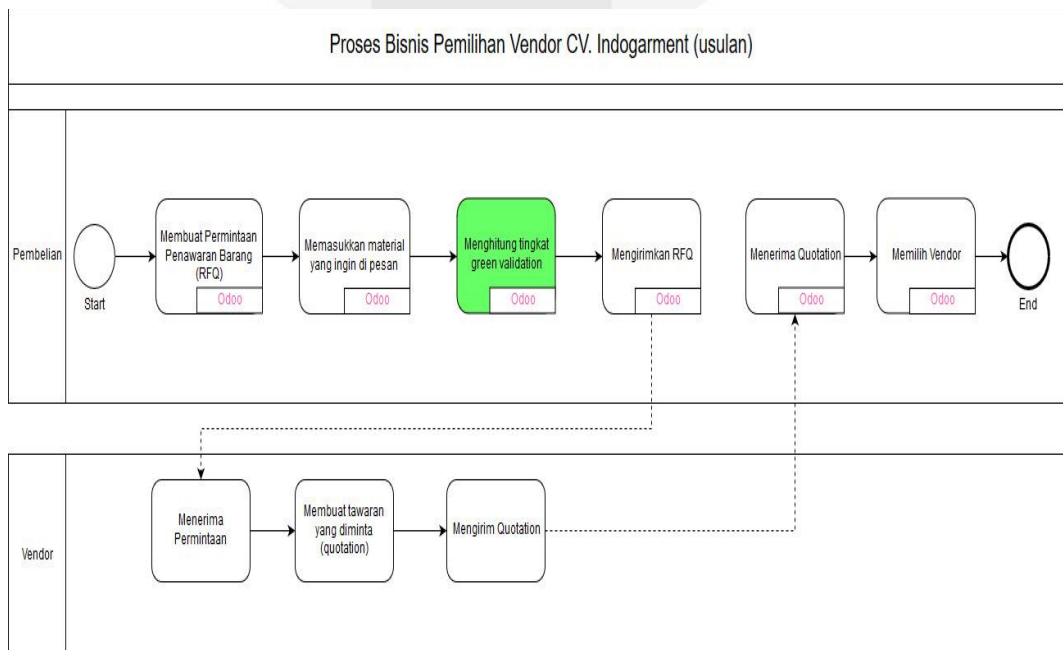 Proses Bisnis Pemilihan Vendor CV. Indogarment (usulan)
Pembelian
Start
Membuat Permintaan
Penawaran Barang
(RFQ)
Odoo
Memasukkan material
yang ingin di pesan
Odoo
Menghitung tingkat
green validation
Odoo
Mengirimkan RFQ
Odoo
Menerima Quotation
Odoo
Memilih Vendor
Odoo
End
Vendor
Menerima
Permintaan
Membuat tawaran
yang diminta
(quotation)
Mengirim Quotation